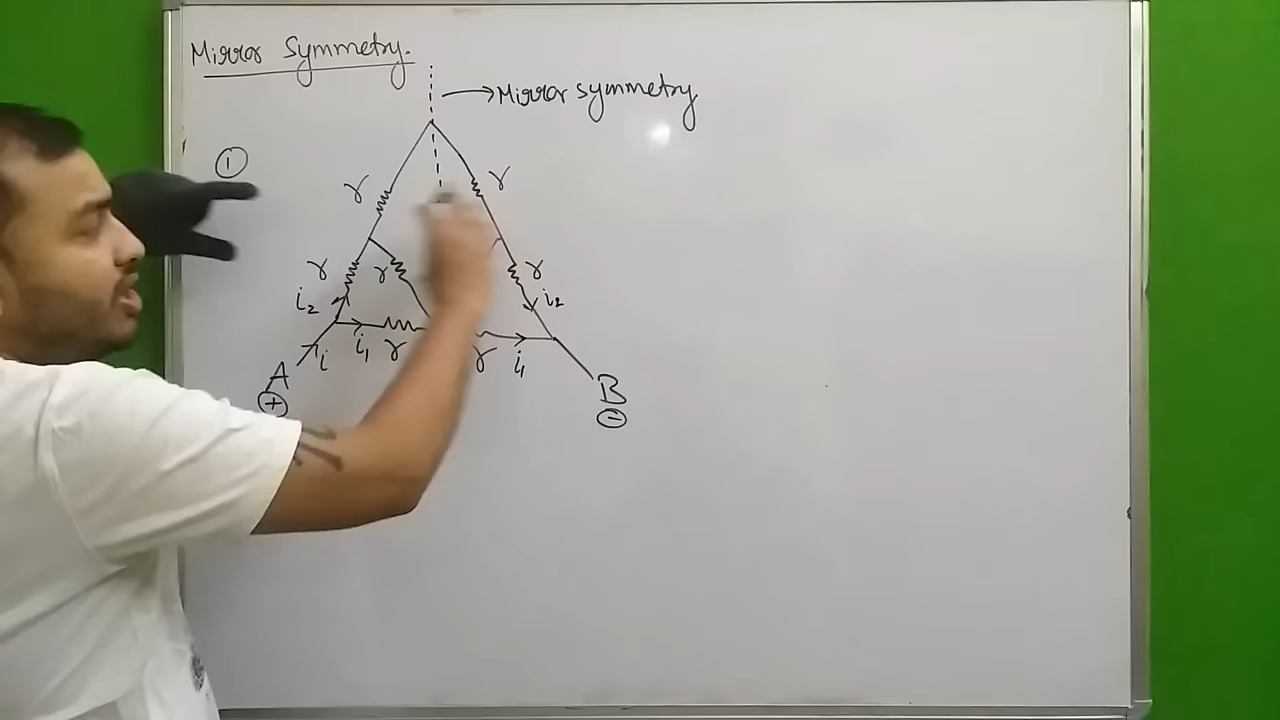 Mirror Symmetry.
→ Mirror symmetry
①
r r
r r r
i₂ i₂
i₁ r r i₁
i
A B
⊕ ⊖